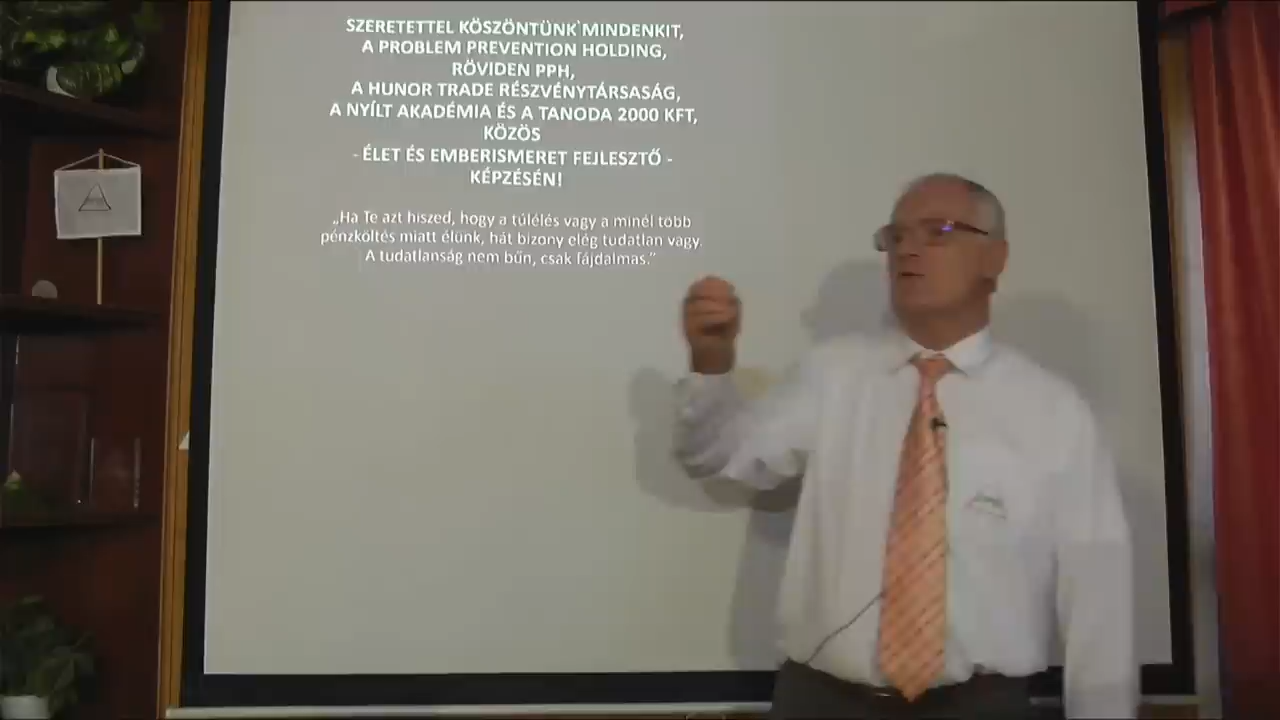 SZERETETTEL KÖSZÖNTÜNK MINDENKIT,
A PROBLEM PREVENTION HOLDING,
RÖVIDEN PPH,
A HUNOR TRADE RÉSZVÉNYTÁRSASÁG,
A NYÍLT AKADÉMIA ÉS A TANODA 2000 KFT,
KÖZÖS
- ÉLET ÉS EMBERISMERET FEJLESZTŐ -
KÉPZÉSÉN!
„Ha Te azt hiszed, hogy a túlélés vagy a minél több
pénzköltés miatt élünk, hát bizony elég tudatlan vagy.
A tudatlanság nem bűn, csak fájdalmas.”